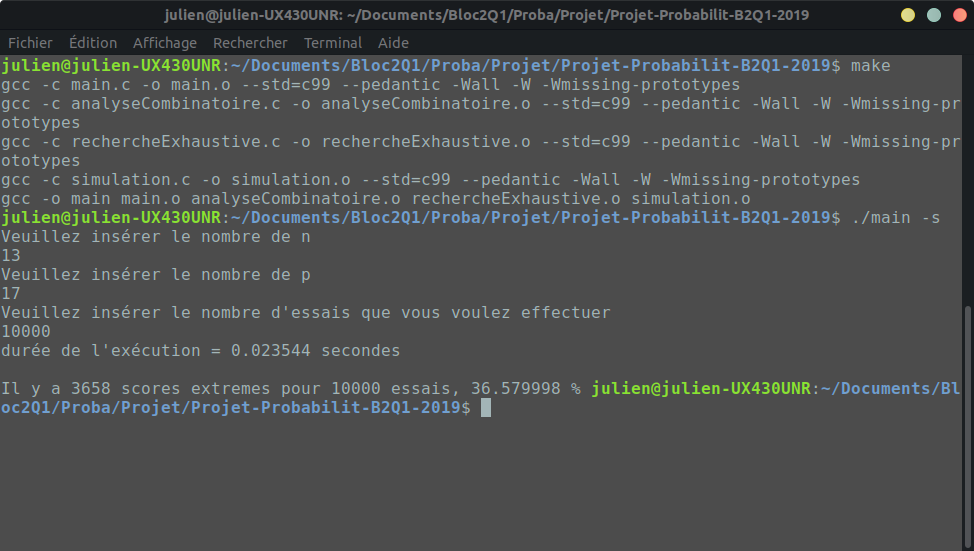 julien@julien-UX430UNR: ~/Documents/Bloc2Q1/Proba/Projet/Projet-Probabilit-B2Q1-2019
Fichier Édition Affichage Rechercher Terminal Aide
julien@julien-UX430UNR:~/Documents/Bloc2Q1/Proba/Projet/Projet-Probabilit-B2Q1-2019$ make
gcc -c main.c -o main.o --std=c99 --pedantic -Wall -W -Wmissing-prototypes
gcc -c analyseCombinatoire.c -o analyseCombinatoire.o --std=c99 --pedantic -Wall -W -Wmissing-pr
ototypes
gcc -c rechercheExhaustive.c -o rechercheExhaustive.o --std=c99 --pedantic -Wall -W -Wmissing-pr
ototypes
gcc -c simulation.c -o simulation.o --std=c99 --pedantic -Wall -W -Wmissing-prototypes
gcc -o main main.o analyseCombinatoire.o rechercheExhaustive.o simulation.o
julien@julien-UX430UNR:~/Documents/Bloc2Q1/Proba/Projet/Projet-Probabilit-B2Q1-2019$ ./main -s
Veuillez insérer le nombre de n
13
Veuillez insérer le nombre de p
17
Veuillez insérer le nombre d'essais que vous voulez effectuer
10000
durée de l'exécution = 0.023544 secondes
Il y a 3658 scores extremes pour 10000 essais, 36.579998 % julien@julien-UX430UNR:~/Documents/Bl
oc2Q1/Proba/Projet/Projet-Probabilit-B2Q1-2019$